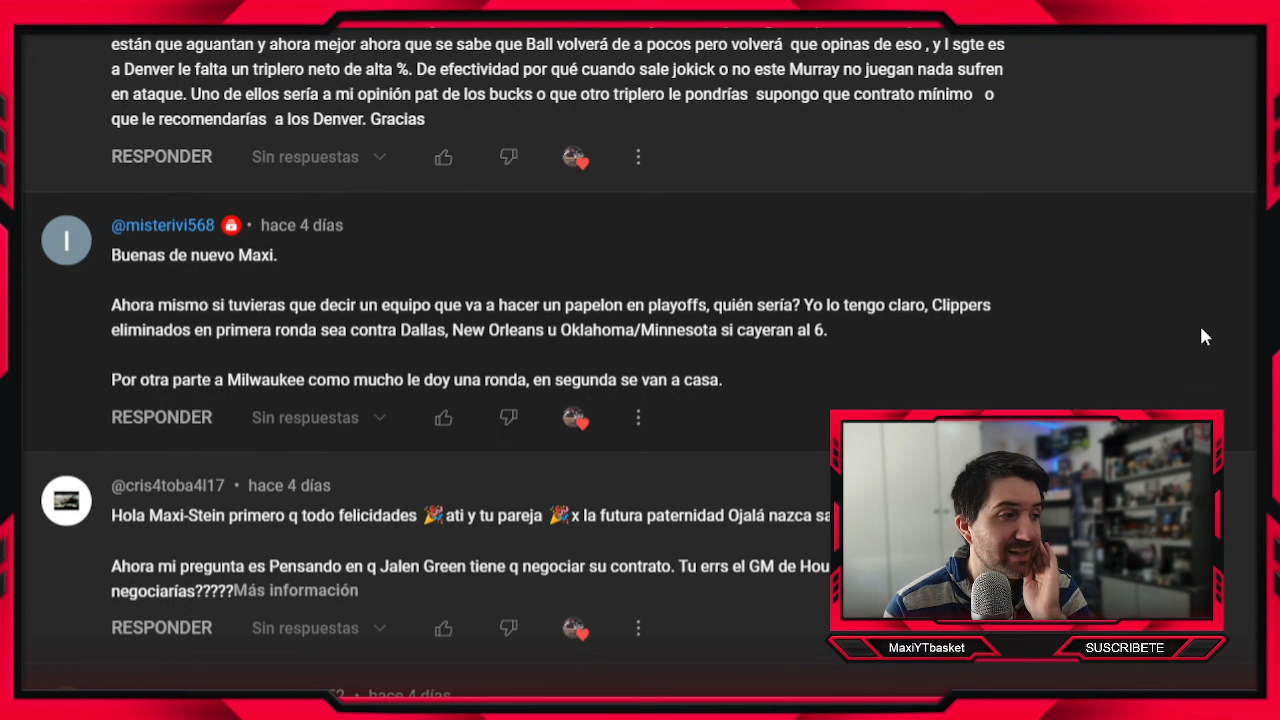 están que aguantan y ahora mejor ahora que se sabe que Ball volverá de a pocos pero volverá que opinas de eso , y l sgte es
a Denver le falta un triplero neto de alta %. De efectividad por qué cuando sale jokick o no este Murray no juegan nada sufren
en ataque. Uno de ellos sería a mi opinión pat de los bucks o que otro triplero le pondrías supongo que contrato mínimo o
que le recomendarías a los Denver. Gracias
RESPONDER Sin respuestas
@misterivi568 • hace 4 días
I
Buenas de nuevo Maxi.
Ahora mismo si tuvieras que decir un equipo que va a hacer un papelon en playoffs, quién sería? Yo lo tengo claro, Clippers
eliminados en primera ronda sea contra Dallas, New Orleans u Oklahoma/Minnesota si cayeran al 6.
Por otra parte a Milwaukee como mucho le doy una ronda, en segunda se van a casa.
RESPONDER Sin respuestas
@cris4toba4l17 • hace 4 días
Hola Maxi-Stein primero q todo felicidades 🎉ati y tu pareja 🎉x la futura paternidad Ojalá nazca sa
Ahora mi pregunta es Pensando en q Jalen Green tiene q negociar su contrato. Tu errs el GM de Hou
negociarías?????Más información
RESPONDER Sin respuestas
• hace 4 días
MaxiYTbasket
SUSCRIBETE